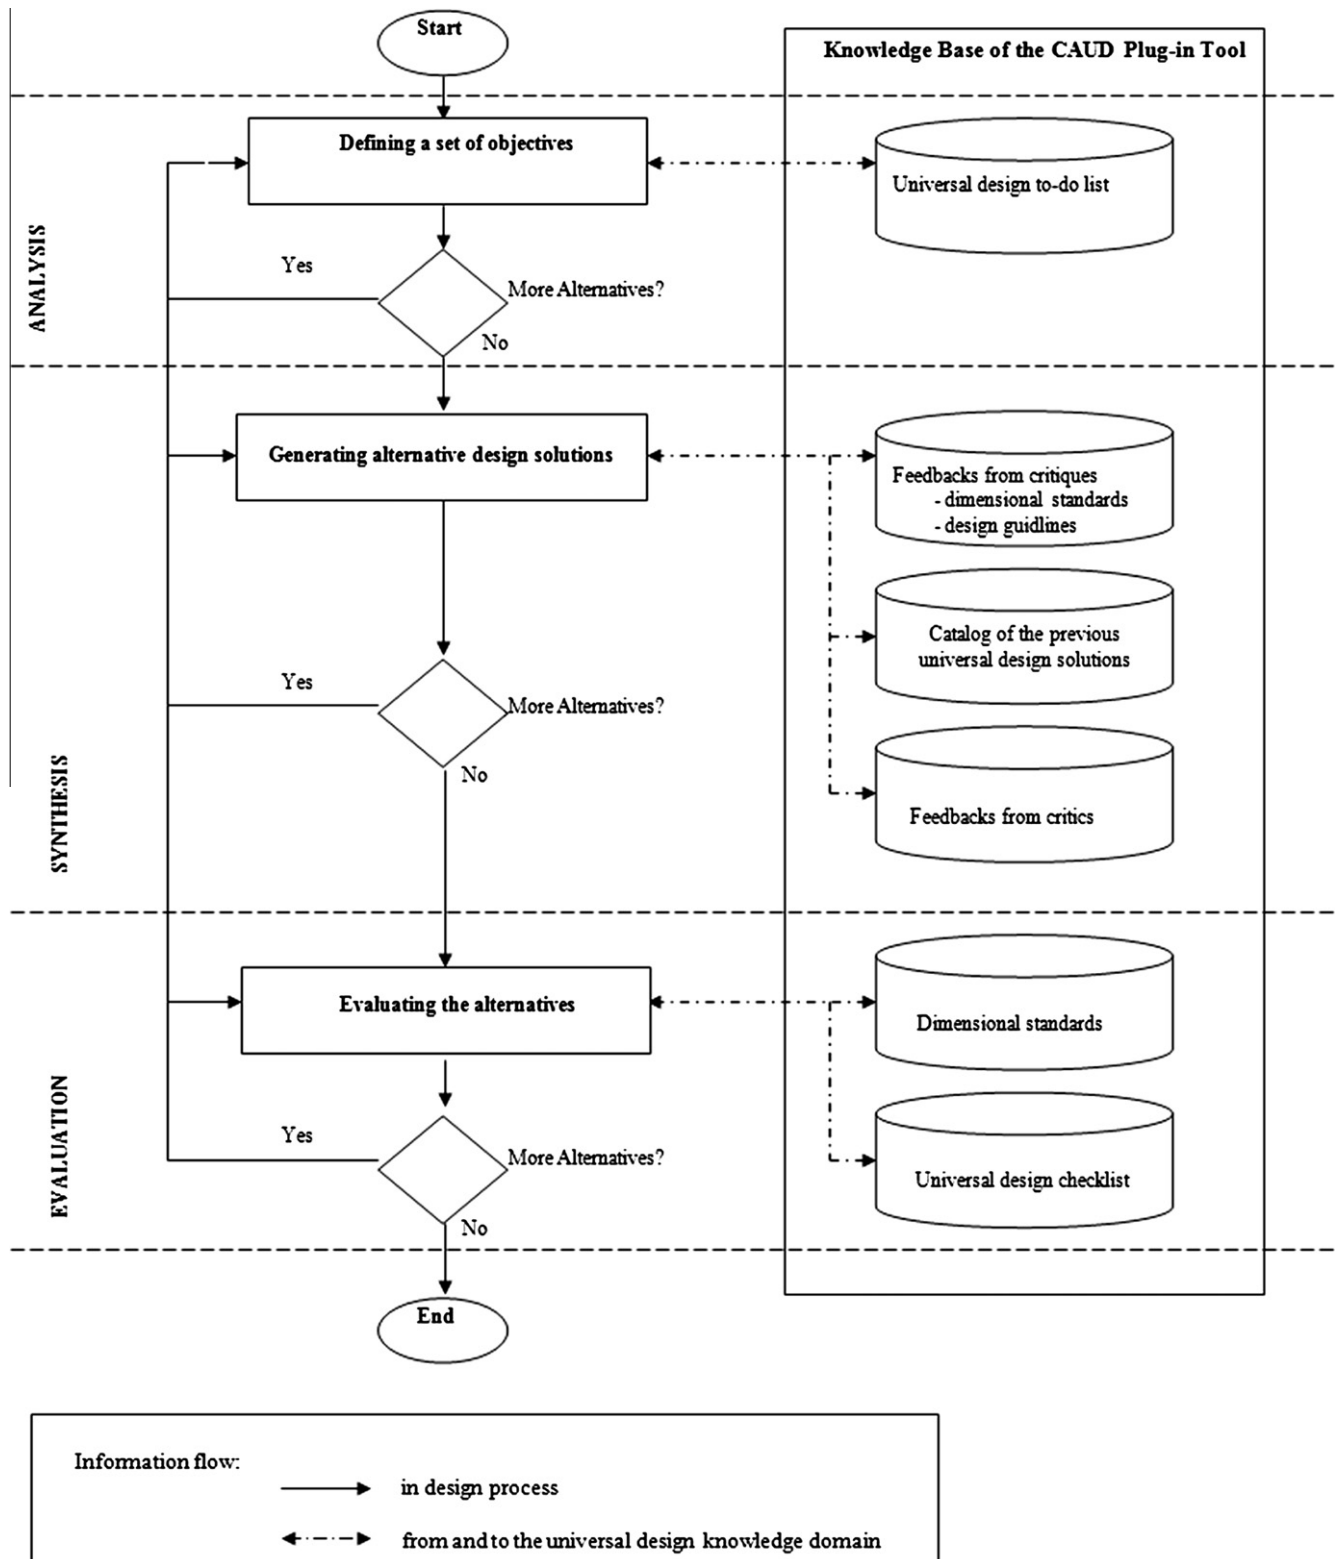 Start
Knowledge Base of the CAUD Plug-in Tool
ANALYSIS
Defining a set of objectives
Universal design to-do list
Yes
More Alternatives?
No
SYNTHESIS
Generating alternative design solutions
Feedbacks from critiques
- dimensional standards
- design guidlines
Catalog of the previous
universal design solutions
Yes
More Alternatives?
No
Feedbacks from critics
EVALUATION
Evaluating the alternatives
Dimensional standards
Yes
More Alternatives?
No
Universal design checklist
End
Information flow:
in design process
from and to the universal design knowledge domain